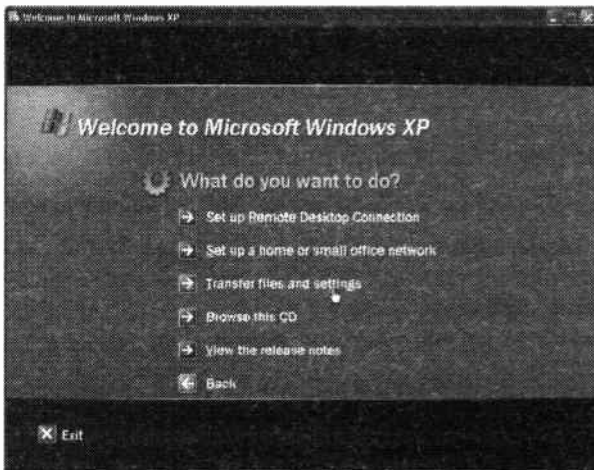 Welcome to Microsoft Windows XP
Welcome to Microsoft Windows XP
What do you want to do?
Set up Remote Desktop Connection
Set up a home or small office network
Transfer files and settings
Browse this CD
View the release notes
Back
Exit